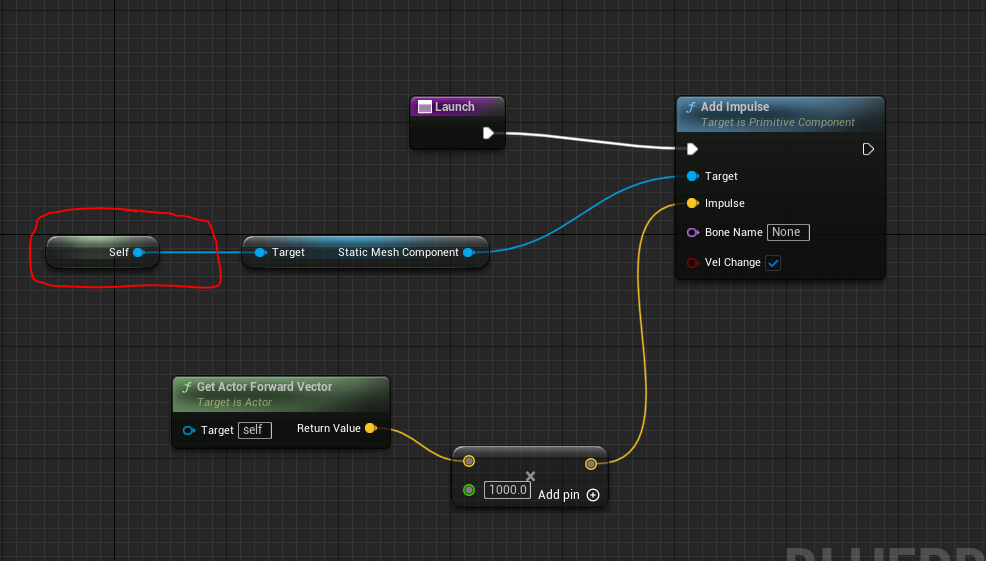 Launch
f Add Impulse
Target is Primitive Component
Target
Impulse
Bone Name None
Vel Change
Self
Target Static Mesh Component
f Get Actor Forward Vector
Target is Actor
Target self Return Value
1000.0 Add pin